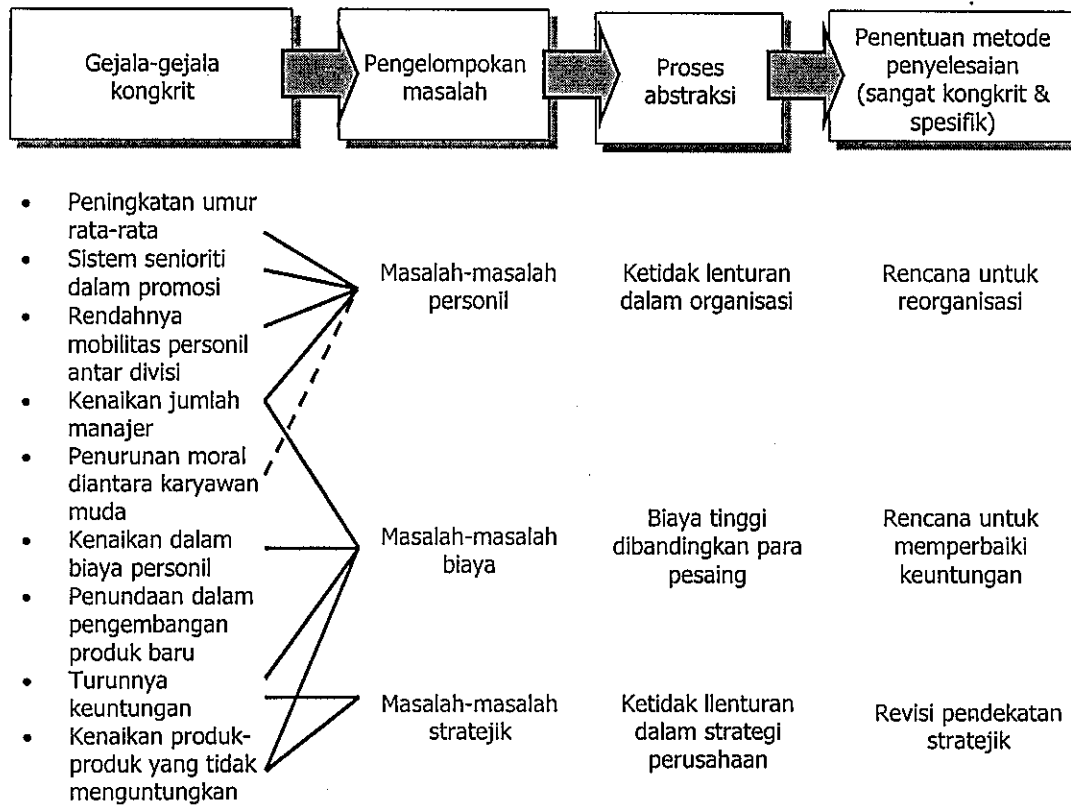 Gejala-gejala
kongkrit
Pengelompokan
masalah
Proses
abstraksi
Penentuan metode
penyelesaian
(sangat kongkrit &
spesifik)
• Peningkatan umur
rata-rata
• Sistem senioriti
dalam promosi
• Rendahnya
mobilitas personil
antar divisi
• Kenaikan jumlah
manajer
• Penurunan moral
diantara karyawan
muda
• Kenaikan dalam
biaya personil
• Penundaan dalam
pengembangan
produk baru
• Turunnya
keuntungan
• Kenaikan produk-
produk yang tidak
menguntungkan
Masalah-masalah
personil
Ketidak lenturan
dalam organisasi
Rencana untuk
reorganisasi
Masalah-masalah
biaya
Biaya tinggi
dibandingkan para
pesaing
Rencana untuk
memperbaiki
keuntungan
Masalah-masalah
stratejik
Ketidak llenturan
dalam strategi
perusahaan
Revisi pendekatan
stratejik